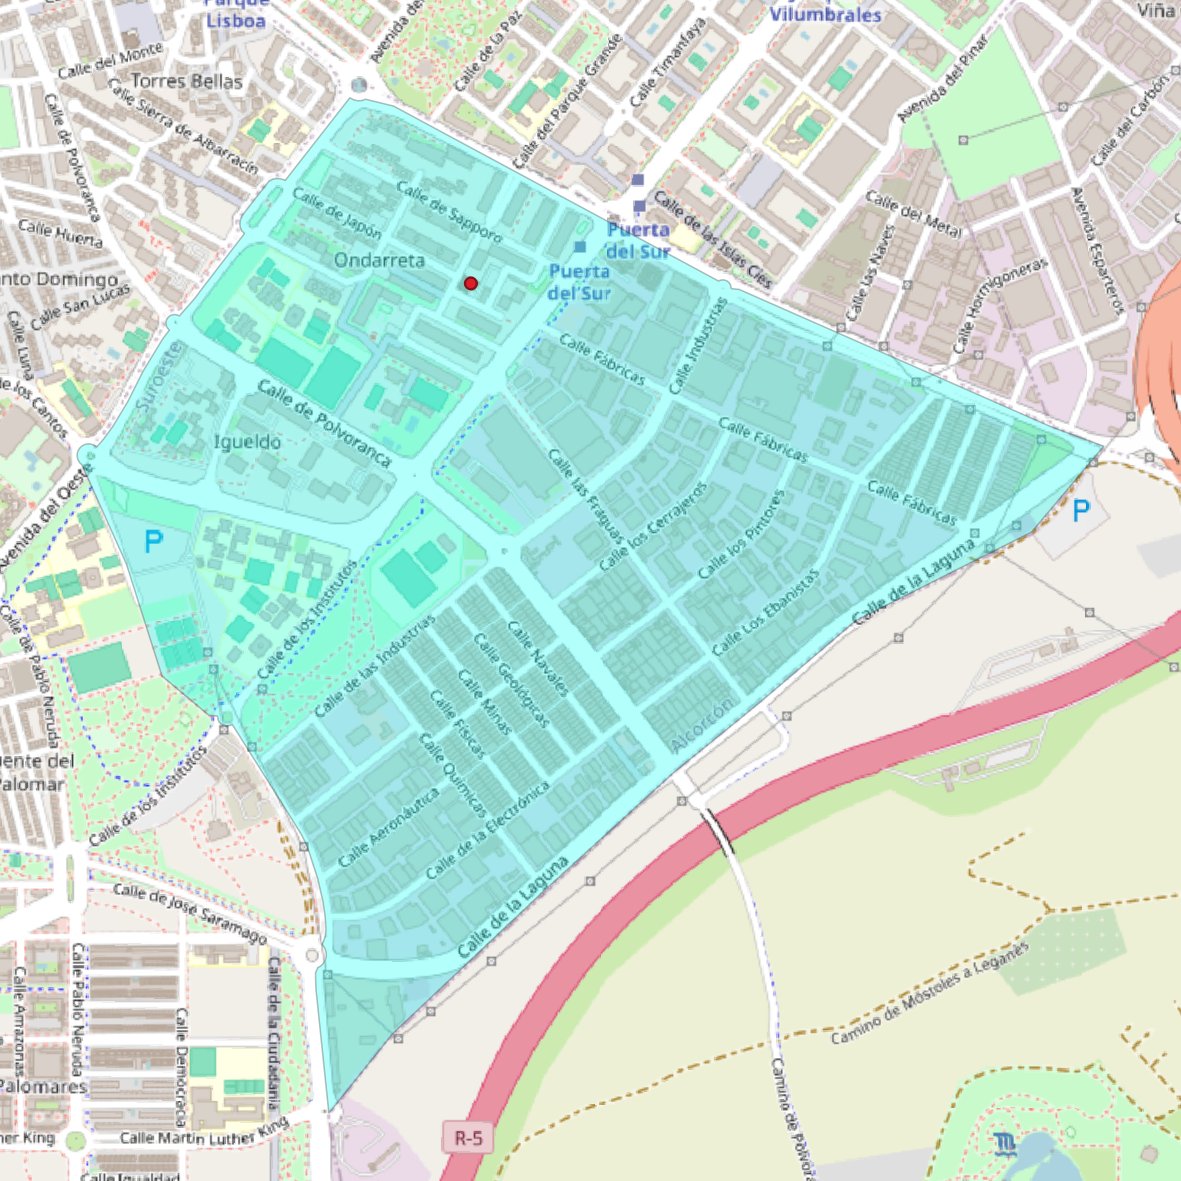 Parque
Lisboa
Avenida de
Calle de la Paz
Vilumbrales
Viña
Calle del Monte
Torres Bellas
Calle Timanfaya
Avenida del Pinar
Calle Sierra de Albarracín
Calle del Parque Grande
Calle del Carbón
Calle de Polvoranca
Calle de Sapporo
Calle de Japón
Calle de las Islas Cíes
Calle del Metal
Avenida Esparteros
Calle Huerta
Puerta
del Sur
Calle Las Naves
Ondarreta
anto Domingo
Puerta
del Sur
Calle San Lucas
Calle Hormigoneras
Calle Industrias
Calle Luna
Calle Fábricas
Suroeste
de los Cantos
Calle de Polvoranca
Igueldo
Calle Fábricas
Avenida del Oeste
Calle las Fraguas
Calle Fábricas
P
P
Calle los Cerrajeros
Calle los Pintores
Calle de los Institutos
Calle de la Laguna
Calle Los Ebanistas
Calle de Pablo Neruda
Calle de las Industrias
Calle Navales
Calle Geológicas
Calle Minas
Calle Físicas
Alcorcón
uente del
Palomar
Calle Químicas
Calle de los Institutos
Calle Aeronáutica
Calle de la Electrónica
Calle de José Saramago
Calle de la Laguna
Calle Pablo Neruda
Calle Amazonas
Calle de la Ciudadanía
Calle Democracia
Camino de Móstoles a Leganés
Palomares
Camino de Polvora
her King
Calle Martin Luther King
R-5
Calle Igualdad